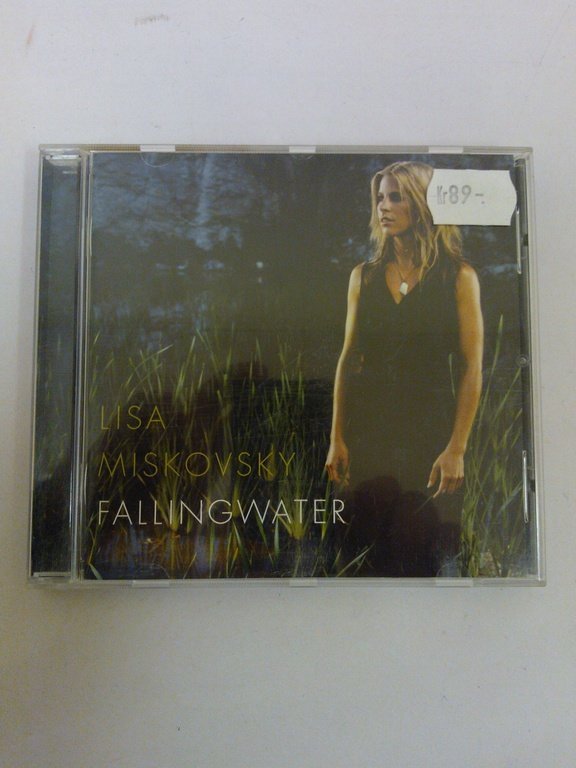 Kr89-.
LISA
MISKOVSKY
FALLINGWATER